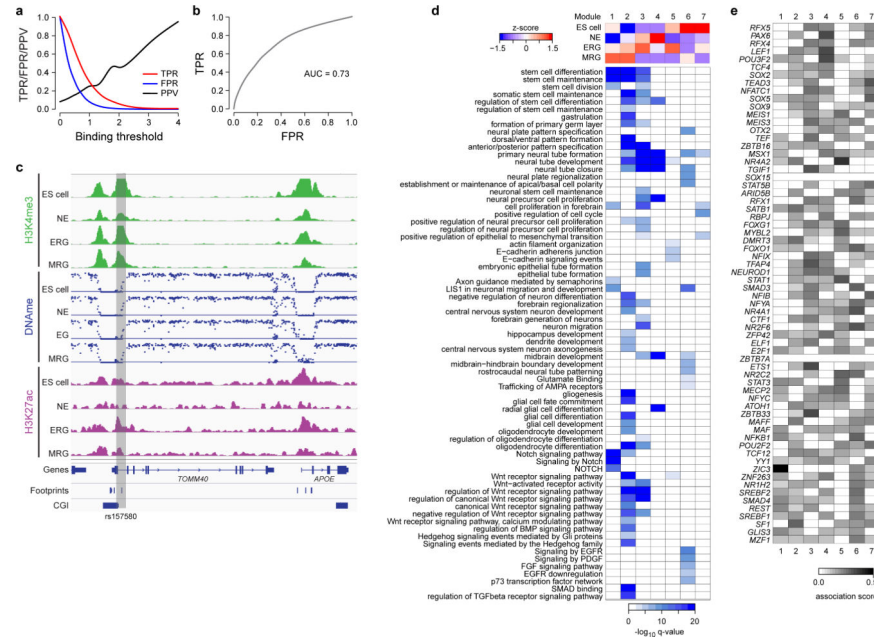 a
TPR/FPR/PPV
1.0
0.8
0.6
0.4
0.2
0.0
TPR
FPR
PPV
0 1 2 3 4
Binding threshold
b
TPR
1.0
0.8
0.6
0.4
0.2
0.0
AUC = 0.73
0.0 0.2 0.4 0.6 0.8 1.0
FPR
c
H3K4me3
ES cell
NE
ERG
MRG
DNAme
ES cell
NE
EG
MRG
H3K27ac
ES cell
NE
ERG
MRG
Genes
TOMM40
APOE
Footprints
CGI
rs157580
d
z-score
−1.5 0 1.5
Module 1 2 3 4 5 6 7
ES cell
NE
ERG
MRG
stem cell differentiation
stem cell maintenance
stem cell division
somatic stem cell maintenance
regulation of stem cell differentiation
regulation of stem cell maintenance
gastrulation
formation of primary germ layer
neural plate pattern specification
dorsal/ventral pattern formation
anterior/posterior pattern specification
primary neural tube formation
neural tube development
neural tube closure
neural plate regionalization
establishment or maintenance of apical/basal cell polarity
neuronal stem cell maintenance
neural precursor cell proliferation
cell proliferation in forebrain
positive regulation of cell cycle
positive regulation of neural precursor cell proliferation
regulation of neural precursor cell proliferation
positive regulation of epithelial to mesenchymal transition
actin filament organization
E-cadherin adherens junction
E-cadherin signaling events
embryonic epithelial tube formation
epithelial tube formation
Axon guidance mediated by semaphorins
LIS1 in neuronal migration and development
negative regulation of neuron differentiation
forebrain regionalization
central nervous system neuron development
forebrain generation of neurons
neuron migration
hippocampus development
dendrite development
central nervous system neuron axonogenesis
midbrain development
midbrain−hindbrain boundary development
rostrocaudal neural tube patterning
Glutamate Binding
Trafficking of AMPA receptors
gliogenesis
glial cell fate commitment
radial glial cell differentiation
glial cell differentiation
glial cell development
oligodendrocyte development
regulation of oligodendrocyte differentiation
oligodendrocyte differentiation
Notch signaling pathway
Signaling by Notch
NOTCH
Wnt receptor signaling pathway
Wnt−activated receptor activity
regulation of Wnt receptor signaling pathway
regulation of canonical Wnt receptor signaling pathway
canonical Wnt receptor signaling pathway
negative regulation of Wnt receptor signaling pathway
Wnt receptor signaling pathway, calcium modulating pathway
regulation of BMP signaling pathway
Hedgehog signaling events mediated by Gli proteins
Signaling events mediated by the Hedgehog family
Signaling by EGFR
Signaling by PDGF
FGF signaling pathway
EGFR downregulation
p73 transcription factor network
SMAD binding
regulation of TGFbeta receptor signaling pathway
0 10 20
-log10 q-value
e
1 2 3 4 5 6 7
RFX5
PAX6
RFX4
LEF1
POU3F2
TCF4
SOX2
TEAD3
NFATC1
SOX5
SOX9
MEIS1
MEIS3
OTX2
TEF
ZBTB16
MSX1
NR4A2
TGIF1
SOX15
STAT5B
ARID5B
RFX1
SATB1
RBPJ
FOXG1
MYBL2
DMRT3
FOXO1
NFIX
TFAP4
NEUROD1
STAT1
SMAD3
NFIB
NFYA
NR4A1
CTF1
NR2F6
ZFP42
ELF1
E2F1
ZBTB7A
ETS1
NR2C2
STAT3
MECP2
NFYC
ATOH1
ZBTB33
MAFF
MAF
NFKB1
POU2F2
TCF12
YY1
ZIC3
ZNF263
NR1H2
SREBF2
SMAD4
REST
SREBF1
SF1
GLIS3
MZF1
1 2 3 4 5 6 7
0.0
association score